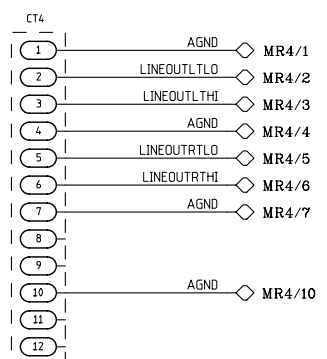 CT4
1 AGND MR4/1
2 LINEOUTLTLO MR4/2
3 LINEOUTLTHI MR4/3
4 AGND MR4/4
5 LINEOUTRTLO MR4/5
6 LINEOUTRTHI MR4/6
7 AGND MR4/7
8
9
10 AGND MR4/10
11
12